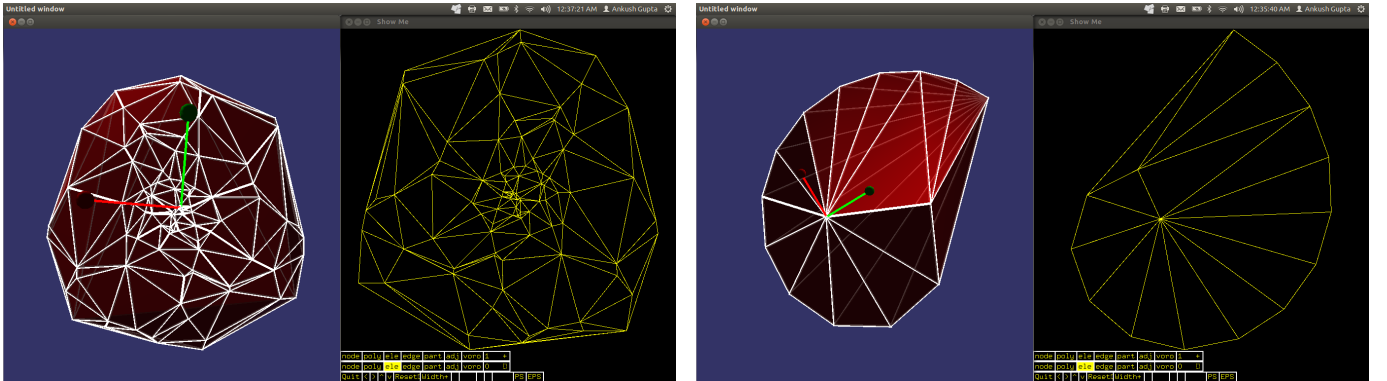 Untitled window
12:37:21 AM Ankush Gupta
Show Me
node poly ele edge part adj voro 1 +
node poly ele edge part adj voro 0 U
Quit < > ^ v Reset Width+ PS EPS
Untitled window
12:35:40 AM Ankush Gupta
Show Me
node poly ele edge part adj voro 1 +
node poly ele edge part adj voro 0 U
Quit < > ^ v Reset Width+ PS EPS